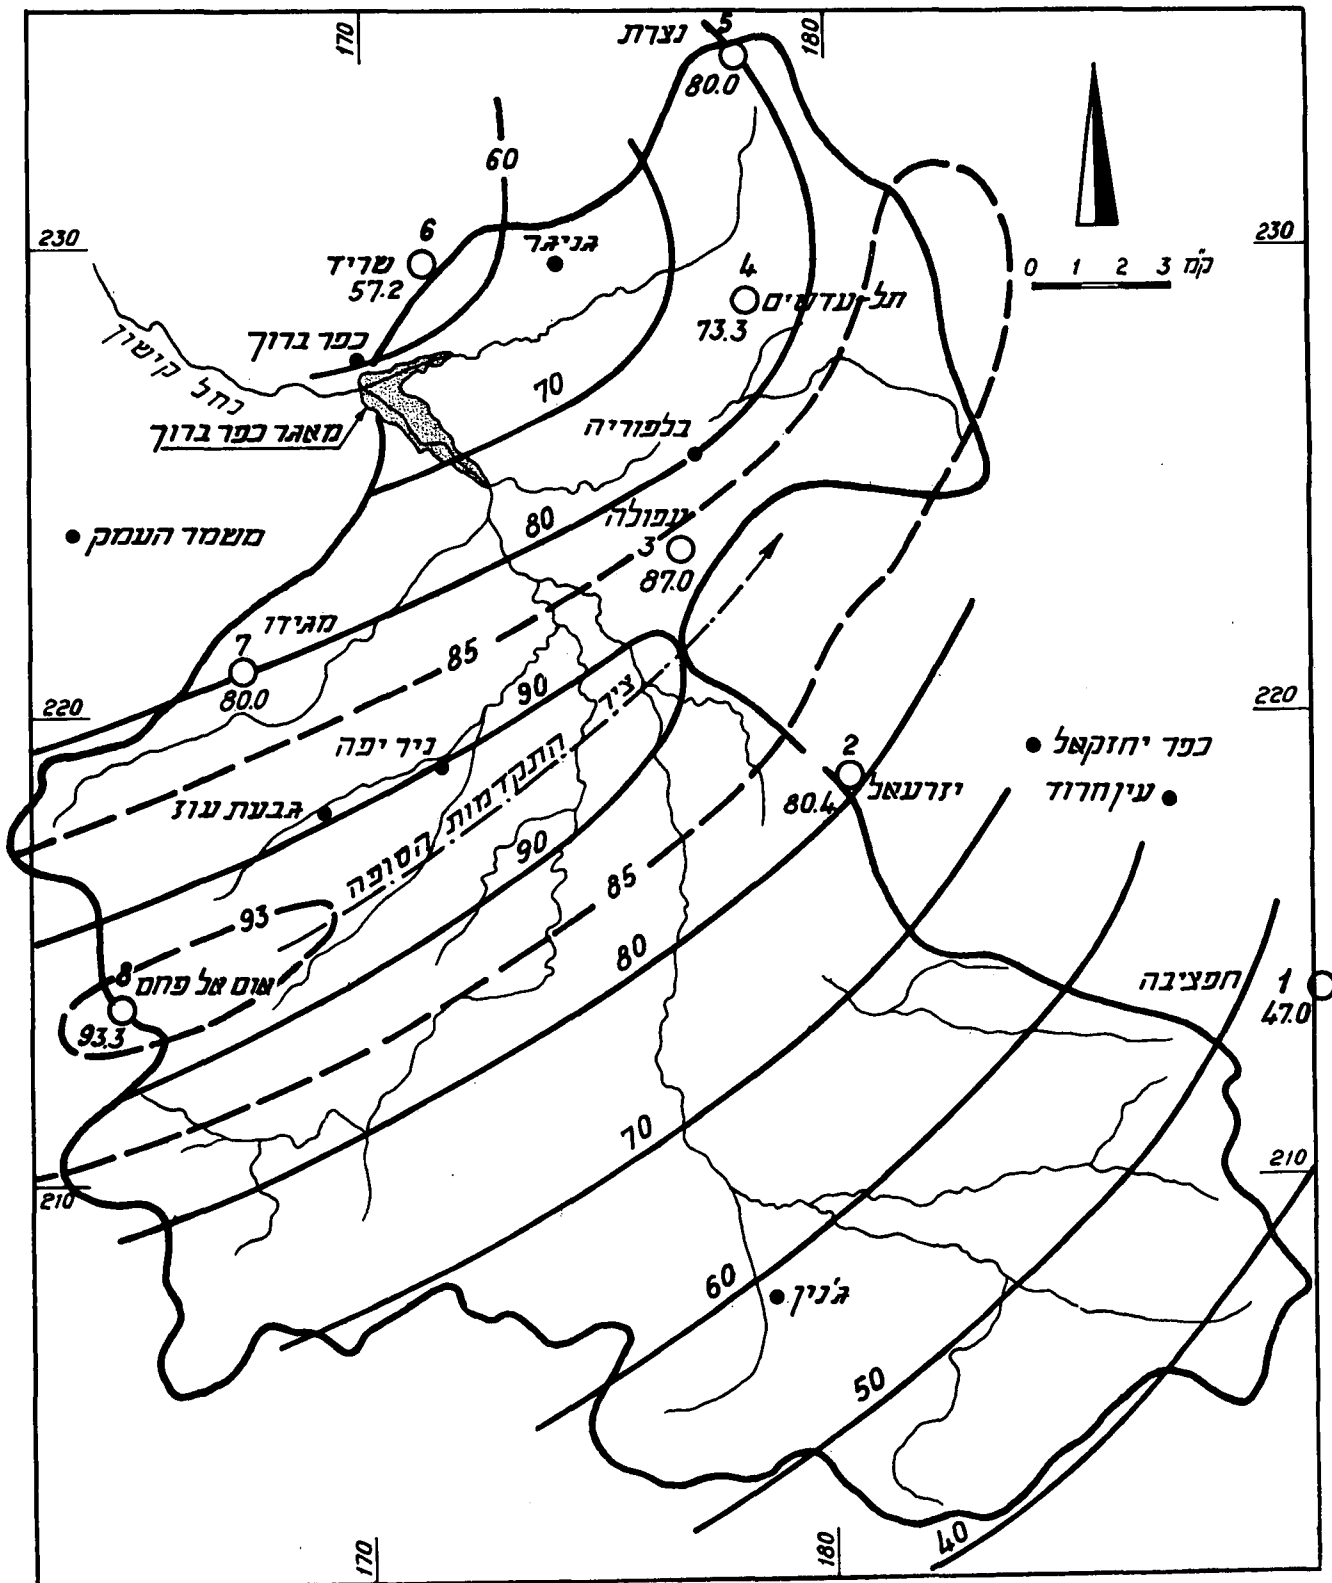 170
180
נצרת
5
80.0
60
230
230
6
שריד
57.2
גניגר
4
תל-עדשים
73.3
0 1 2 3 ק"מ
כפר ברוך
נחל קישון
מאגר כפר ברוך
70
בלפוריה
משמר העמק
80
עפולה
3
87.0
מגידו
7
80.0
85
90
220
220
ניר יפה
גבעת עוז
ציר התקדמות הסופה
2
יזרעאל
80.4
כפר יחזקאל
עין חרוד
90
85
93
80
8
אום אל פחם
93.3
חפציבה
1
47.0
70
210
210
60
ג'נין
50
40
170
180